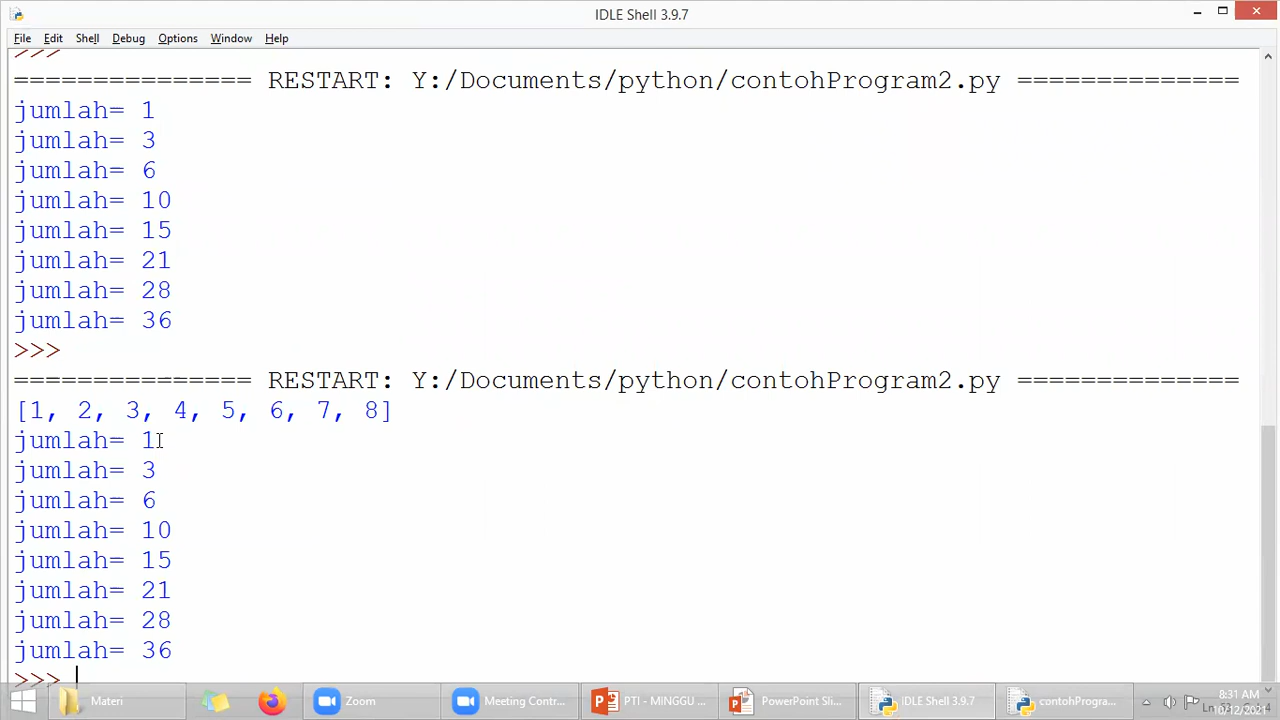 IDLE Shell 3.9.7
File Edit Shell Debug Options Window Help
>>>
=============== RESTART: Y:/Documents/python/contohProgram2.py ==============
jumlah= 1
jumlah= 3
jumlah= 6
jumlah= 10
jumlah= 15
jumlah= 21
jumlah= 28
jumlah= 36
>>>
=============== RESTART: Y:/Documents/python/contohProgram2.py ==============
[1, 2, 3, 4, 5, 6, 7, 8]
jumlah= 1
jumlah= 3
jumlah= 6
jumlah= 10
jumlah= 15
jumlah= 21
jumlah= 28
jumlah= 36
>>>
Materi Zoom Meeting Contr... PTI - MINGGU ... PowerPoint Sli... IDLE Shell 3.9.7 contohProgra... 8:31 AM
10/12/2021